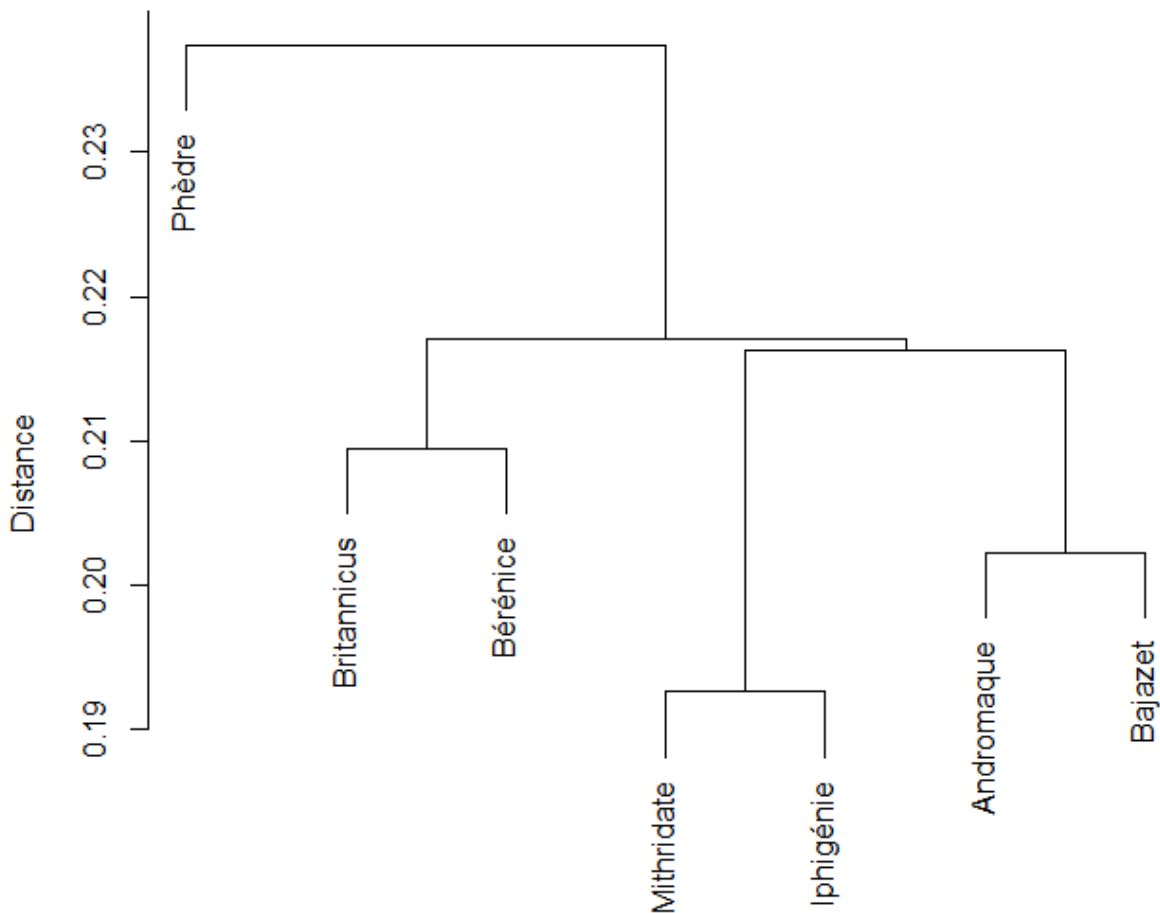 Distance
0.23
0.22
0.21
0.20
0.19
Phèdre
Britannicus
Bérénice
Mithridate
Iphigénie
Andromaque
Bajazet